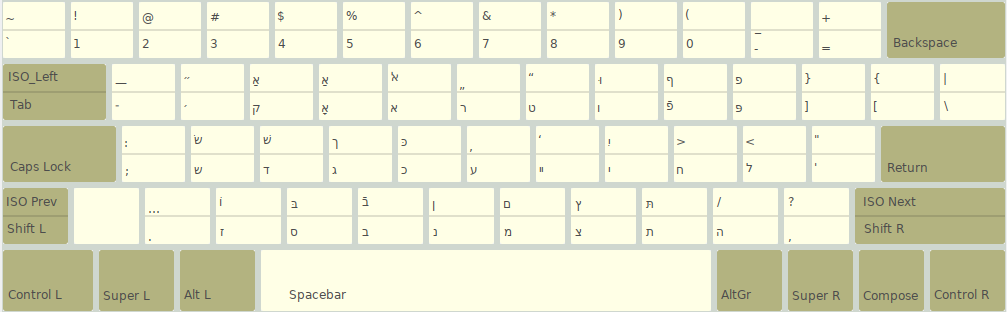 ~ ! @ # $ % ^ & * ) ( _ +
` 1 2 3 4 5 6 7 8 9 0 - = Backspace
ISO_Left — ״ אַ אַ 'א „ “ וּ ף פּ } { |
Tab ־ ׳ ק אָ א ר ט ו פֿ פּ ] [ \
: שׂ שׁ ך כּ ‚ ‘ יִ > < "
Caps Lock ; ש ד ג כ ע װ י ח ל ' Return
ISO Prev … וֹ בּ בֿ ן ם ץ תּ / ? ISO Next
Shift L . ז ס ב נ מ צ ת ה , Shift R
Control L Super L Alt L Spacebar AltGr Super R Compose Control R